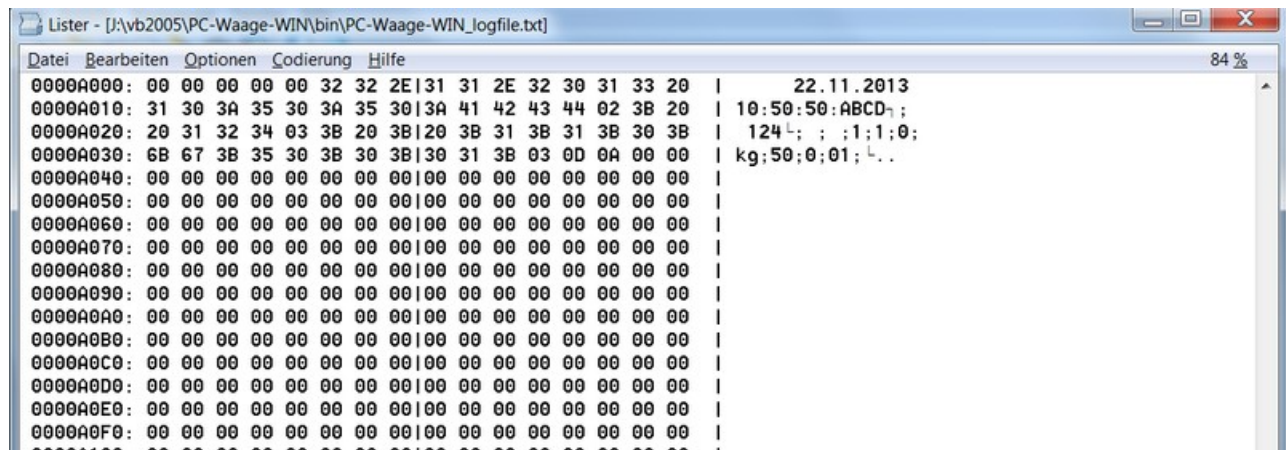 Lister - [J:\vb2005\PC-Waage-WIN\bin\PC-Waage-WIN_logfile.txt]
Datei Bearbeiten Optionen Codierung Hilfe 84 %
0000A000: 00 00 00 00 00 32 32 2E|31 31 2E 32 30 31 33 20 | 22.11.2013
0000A010: 31 30 3A 35 30 3A 35 30|3A 41 42 43 44 02 3B 20 | 10:50:50:ABCD┐;
0000A020: 20 31 32 34 03 3B 20 3B|20 3B 31 3B 31 3B 30 3B | 124└; ; ;1;1;0;
0000A030: 6B 67 3B 35 30 3B 30 3B|30 31 3B 03 0D 0A 00 00 | kg;50;0;01;└..
0000A040: 00 00 00 00 00 00 00 00|00 00 00 00 00 00 00 00 |
0000A050: 00 00 00 00 00 00 00 00|00 00 00 00 00 00 00 00 |
0000A060: 00 00 00 00 00 00 00 00|00 00 00 00 00 00 00 00 |
0000A070: 00 00 00 00 00 00 00 00|00 00 00 00 00 00 00 00 |
0000A080: 00 00 00 00 00 00 00 00|00 00 00 00 00 00 00 00 |
0000A090: 00 00 00 00 00 00 00 00|00 00 00 00 00 00 00 00 |
0000A0A0: 00 00 00 00 00 00 00 00|00 00 00 00 00 00 00 00 |
0000A0B0: 00 00 00 00 00 00 00 00|00 00 00 00 00 00 00 00 |
0000A0C0: 00 00 00 00 00 00 00 00|00 00 00 00 00 00 00 00 |
0000A0D0: 00 00 00 00 00 00 00 00|00 00 00 00 00 00 00 00 |
0000A0E0: 00 00 00 00 00 00 00 00|00 00 00 00 00 00 00 00 |
0000A0F0: 00 00 00 00 00 00 00 00|00 00 00 00 00 00 00 00 |